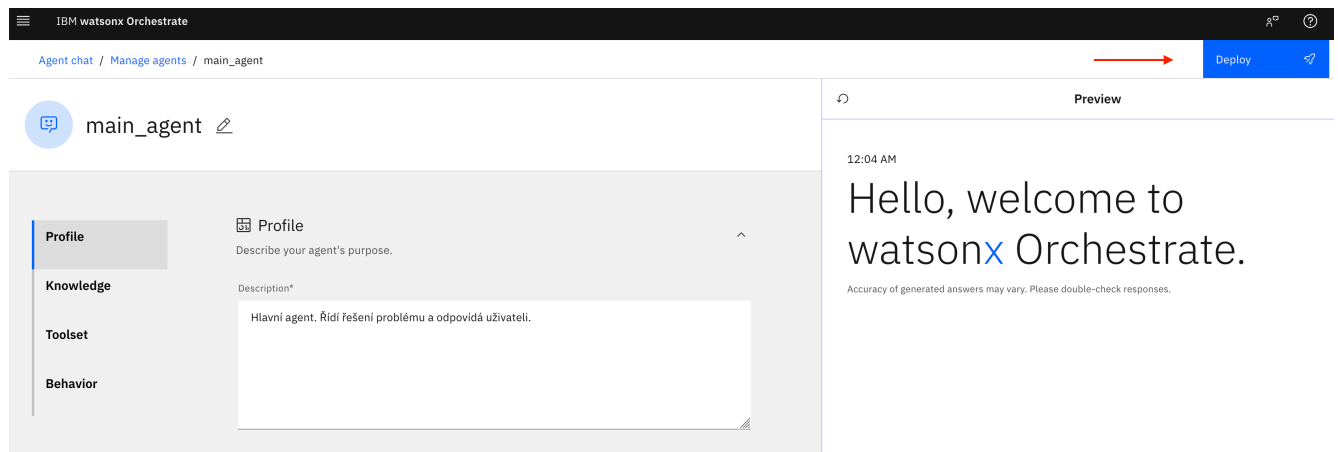 IBM watsonx Orchestrate
Agent chat / Manage agents / main_agent
Deploy
main_agent
Profile
Knowledge
Toolset
Behavior
Profile
Describe your agent's purpose.
Description*
Hlavní agent. Řídí řešení problému a odpovídá uživateli.
Preview
12:04 AM
Hello, welcome to
watsonx Orchestrate.
Accuracy of generated answers may vary. Please double-check responses.